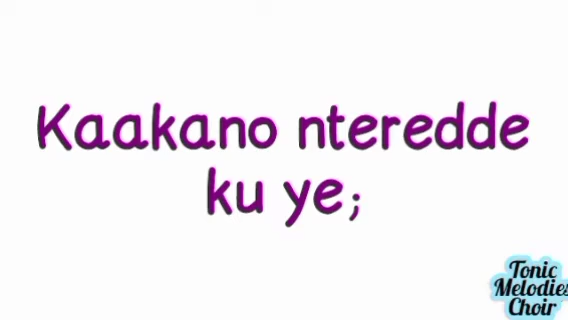 Kaakano nteredde
ku ye;
Tonic
Melodies
Choir